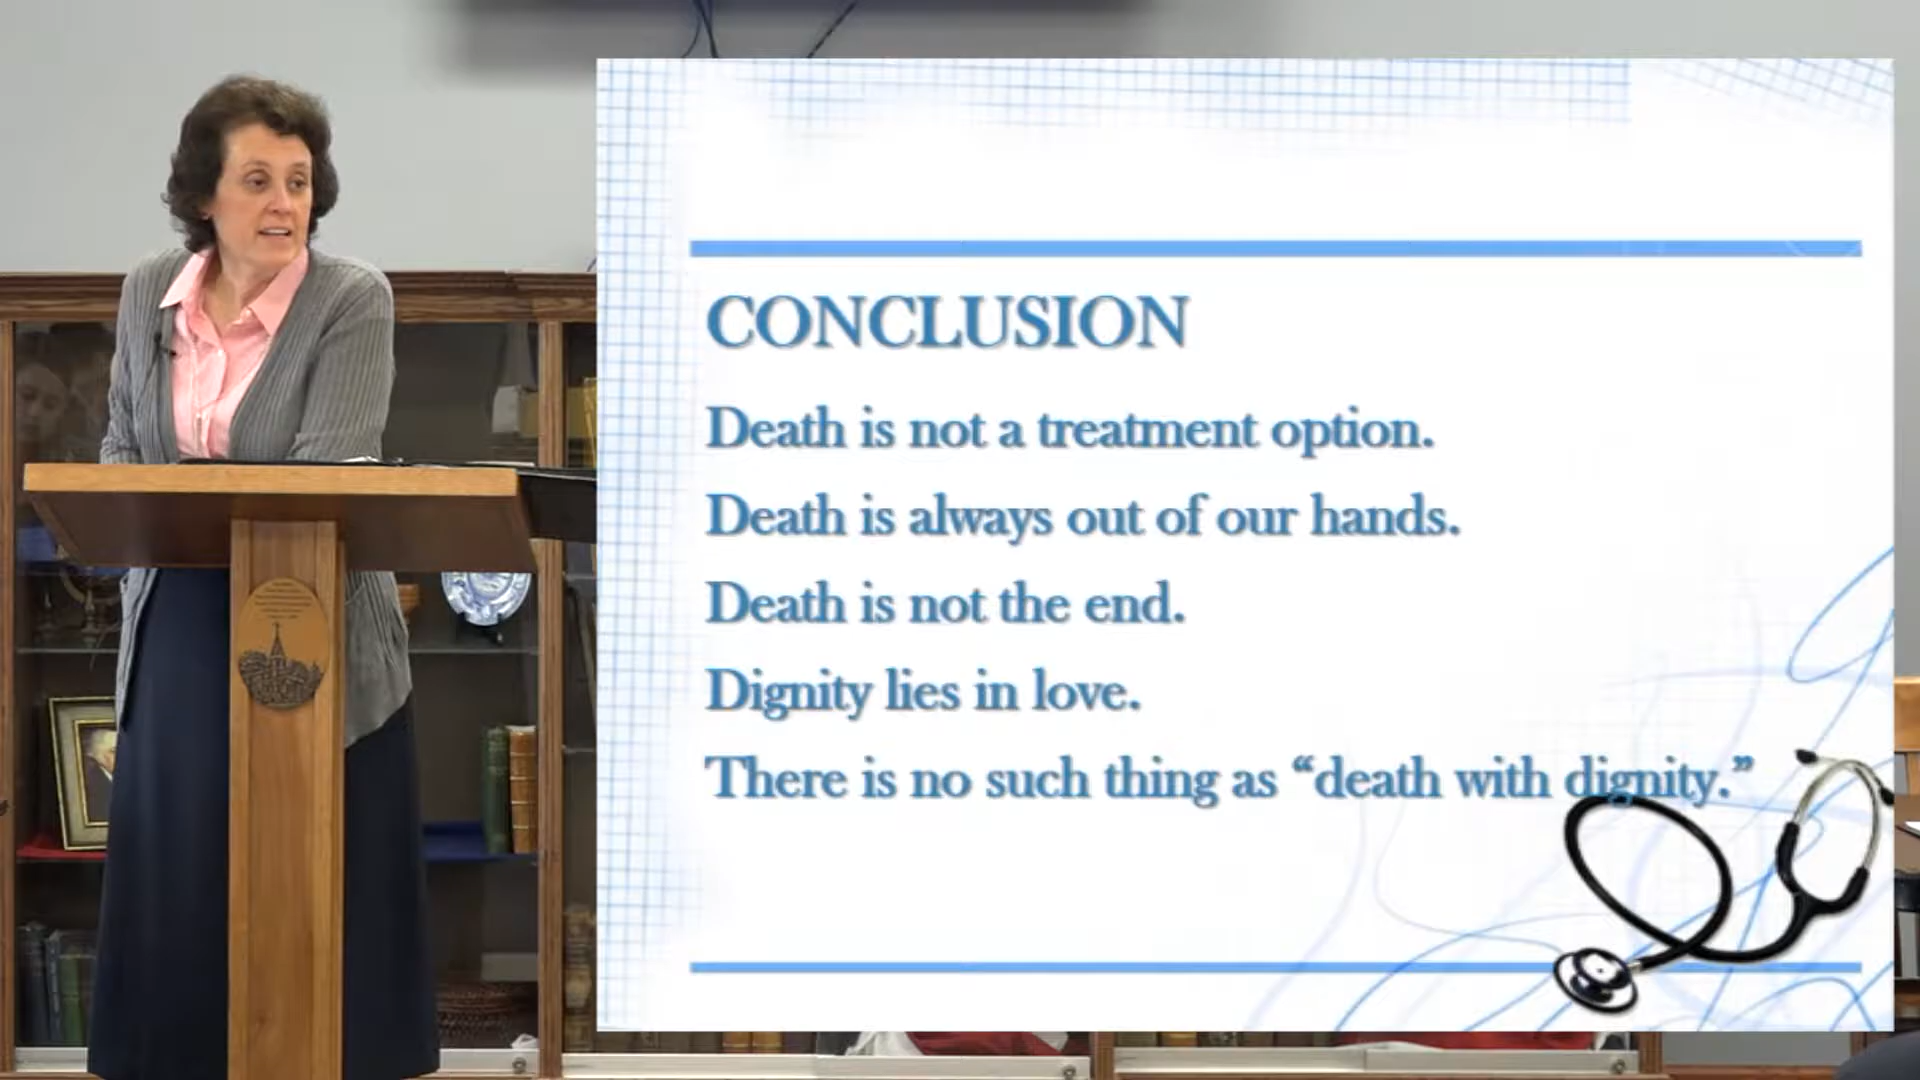 CONCLUSION
Death is not a treatment option.
Death is always out of our hands.
Death is not the end.
Dignity lies in love.
There is no such thing as “death with dignity.”